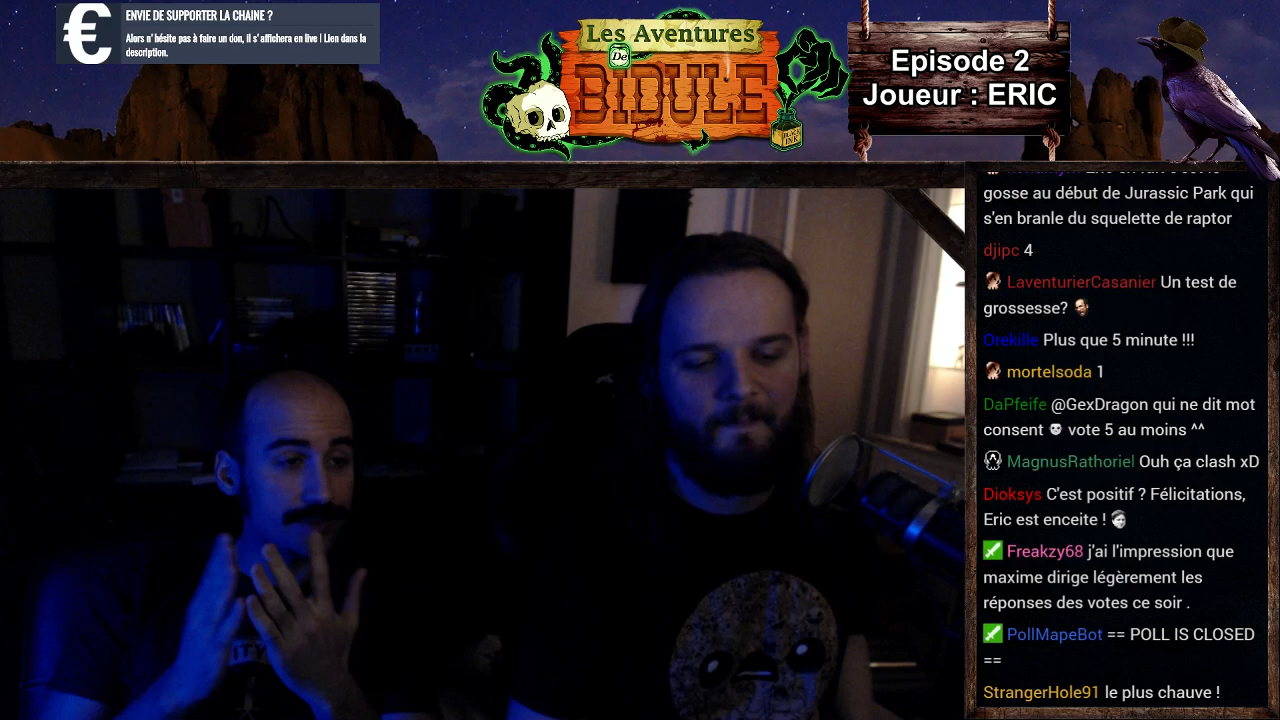 ENVIE DE SUPPORTER LA CHAINE ?
Alors n'hésite pas à faire un don, il s'affichera en live ! Lien dans la
description.
€
Les Aventures
De
BIDULE
BLACK
INK
Episode 2
Joueur : ERIC
gosse au début de Jurassic Park qui
s'en branle du squelette de raptor
djipc 4
LaventurierCasanier Un test de
grossesse?
Orekille Plus que 5 minute !!!
mortelsoda 1
DaPfeife @GexDragon qui ne dit mot
consent vote 5 au moins ^^
MagnusRathoriel Ouh ça clash xD
Dioksys C'est positif ? Félicitations,
Eric est enceite !
Freakzy68 j'ai l'impression que
maxime dirige légèrement les
réponses des votes ce soir .
PollMapeBot == POLL IS CLOSED
==
StrangerHole91 le plus chauve !